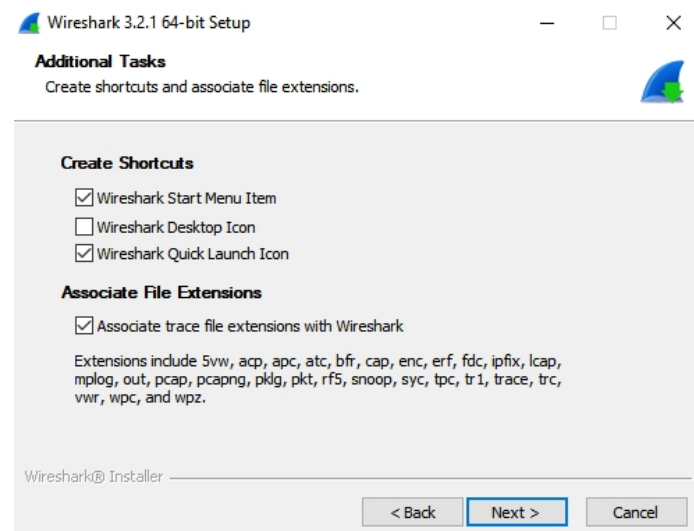 Wireshark 3.2.1 64-bit Setup
Additional Tasks
Create shortcuts and associate file extensions.
Create Shortcuts
Wireshark Start Menu Item
Wireshark Desktop Icon
Wireshark Quick Launch Icon
Associate File Extensions
Associate trace file extensions with Wireshark
Extensions include 5vw, acp, apc, atc, bfr, cap, enc, erf, fdc, ipfix, lcap,
mplog, out, pcap, pcapng, pklg, pkt, rf5, snoop, syc, tpc, tr1, trace, trc,
vwr, wpc, and wpz.
Wireshark® Installer
< Back Next > Cancel